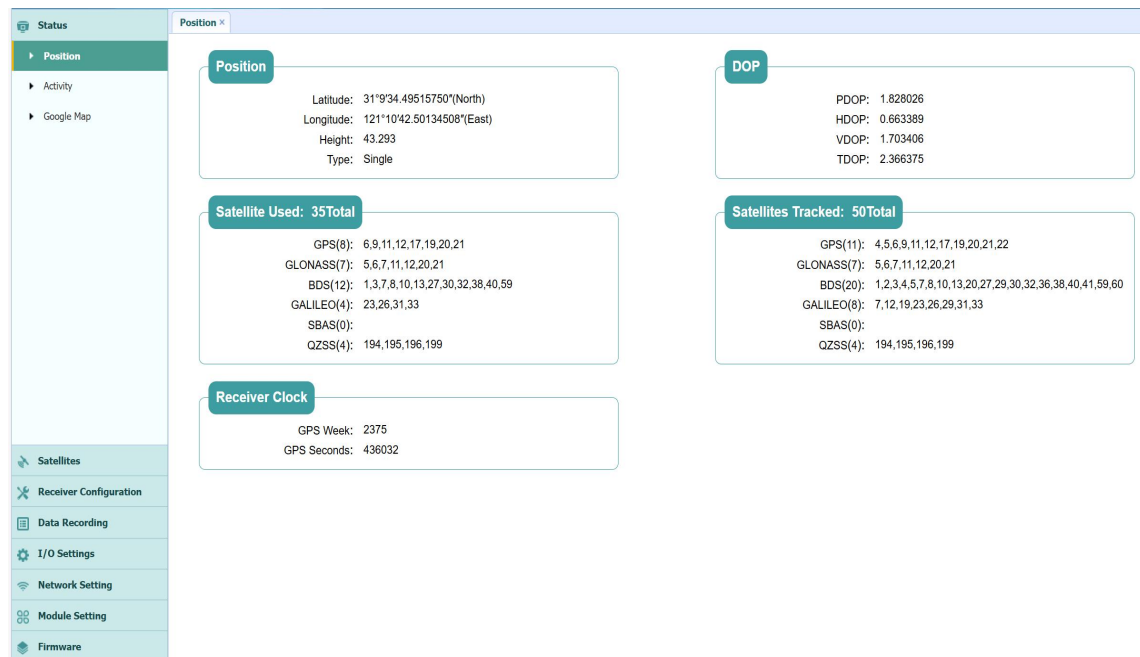 Status
Position
Activity
Google Map
Satellites
Receiver Configuration
Data Recording
I/O Settings
Network Setting
Module Setting
Firmware
Position ×
Position
Latitude: 31°9'34.49515750"(North)
Longitude: 121°10'42.50134508"(East)
Height: 43.293
Type: Single
DOP
PDOP: 1.828026
HDOP: 0.663389
VDOP: 1.703406
TDOP: 2.366375
Satellite Used: 35Total
GPS(8): 6,9,11,12,17,19,20,21
GLONASS(7): 5,6,7,11,12,20,21
BDS(12): 1,3,7,8,10,13,27,30,32,38,40,59
GALILEO(4): 23,26,31,33
SBAS(0):
QZSS(4): 194,195,196,199
Satellites Tracked: 50Total
GPS(11): 4,5,6,9,11,12,17,19,20,21,22
GLONASS(7): 5,6,7,11,12,20,21
BDS(20): 1,2,3,4,5,7,8,10,13,20,27,29,30,32,36,38,40,41,59,60
GALILEO(8): 7,12,19,23,26,29,31,33
SBAS(0):
QZSS(4): 194,195,196,199
Receiver Clock
GPS Week: 2375
GPS Seconds: 436032